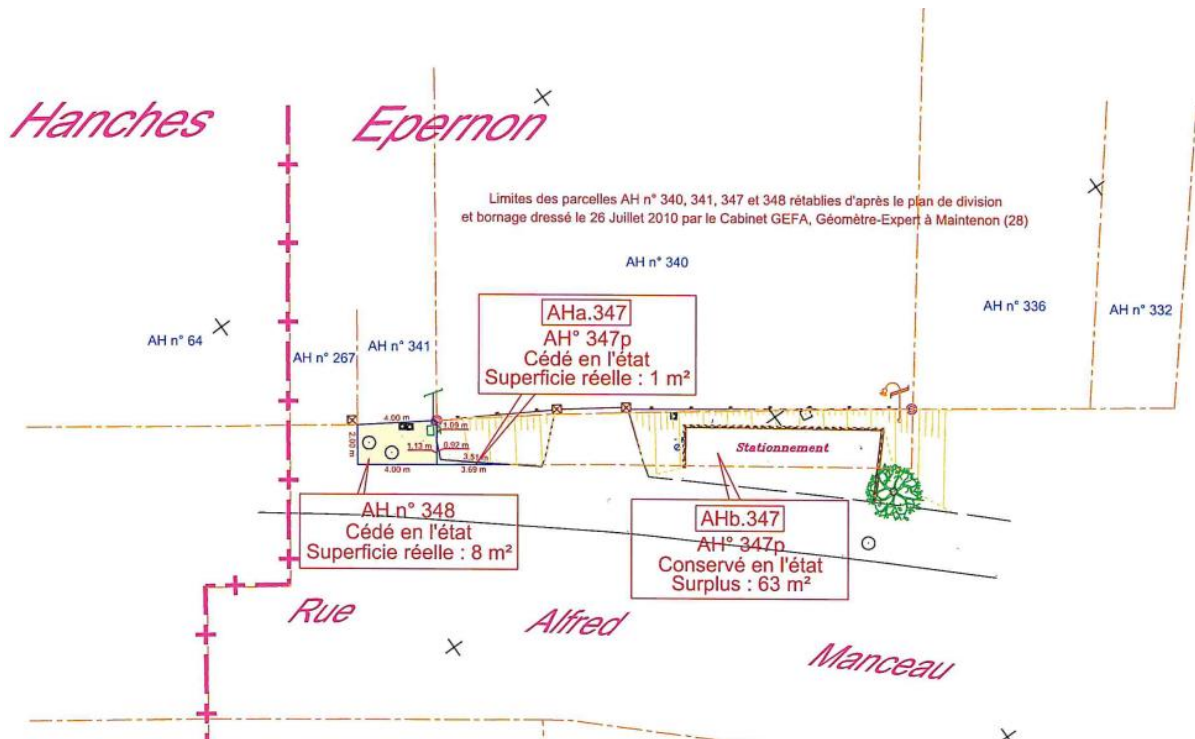 Hanches
Epernon
Limites des parcelles AH n° 340, 341, 347 et 348 rétablies d'après le plan de division
et bornage dressé le 26 Juillet 2010 par le Cabinet GEFA, Géomètre-Expert à Maintenon (28)
AH n° 340
AH n° 336
AH n° 332
AH n° 64
AH n° 267
AH n° 341
AHa.347
AH° 347p
Cédé en l'état
Superficie réelle : 1 m²
4.00 m
1.09 m
2.00 m
1.13 m
0.92 m
3.51 m
4.00 m
3.69 m
Stationnement
AH n° 348
Cédé en l'état
Superficie réelle : 8 m²
AHb.347
AH° 347p
Conservé en l'état
Surplus : 63 m²
Rue
Alfred
Manceau